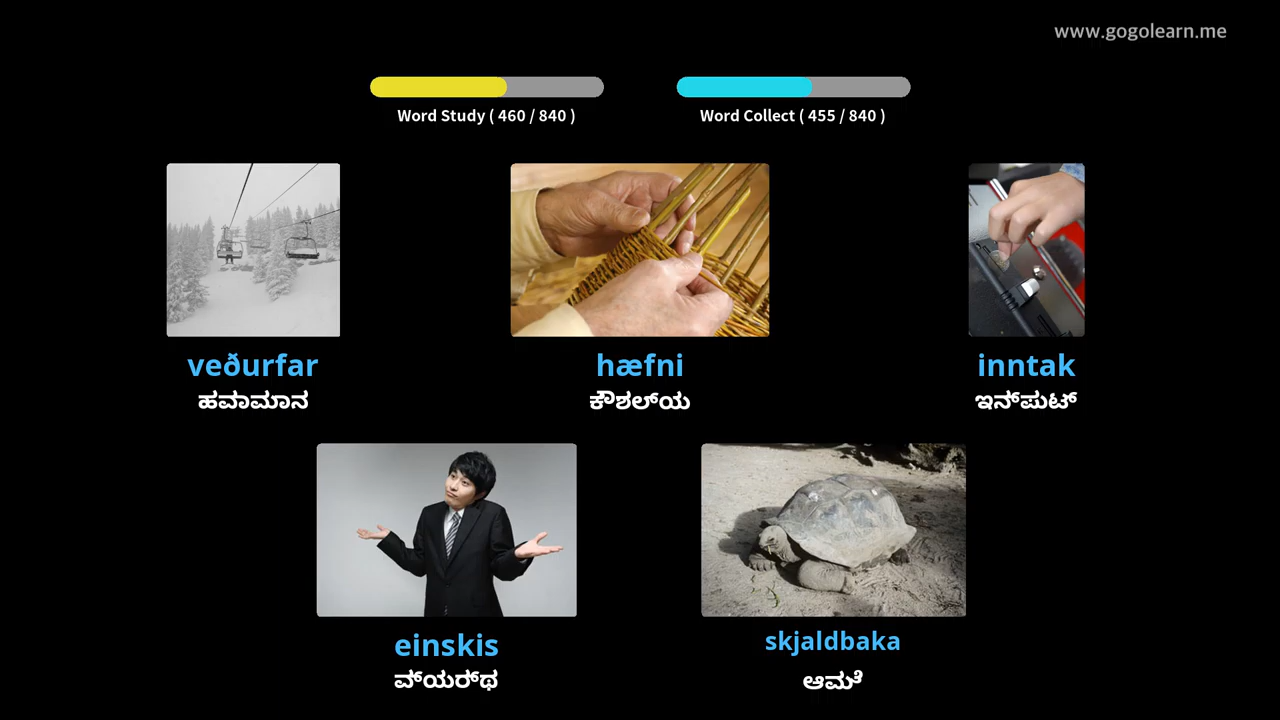 www.gogolearn.me
Word Study ( 460 / 840 )
Word Collect ( 455 / 840 )
veðurfar
ಹವಾಮಾನ
hæfni
ಕೌಶಲ್‌ಯ
inntak
ಇನ್‌ಪುಟ್
einskis
ವ್‌ಯರ್‌ಥ
skjaldbaka
ಆಮೆ